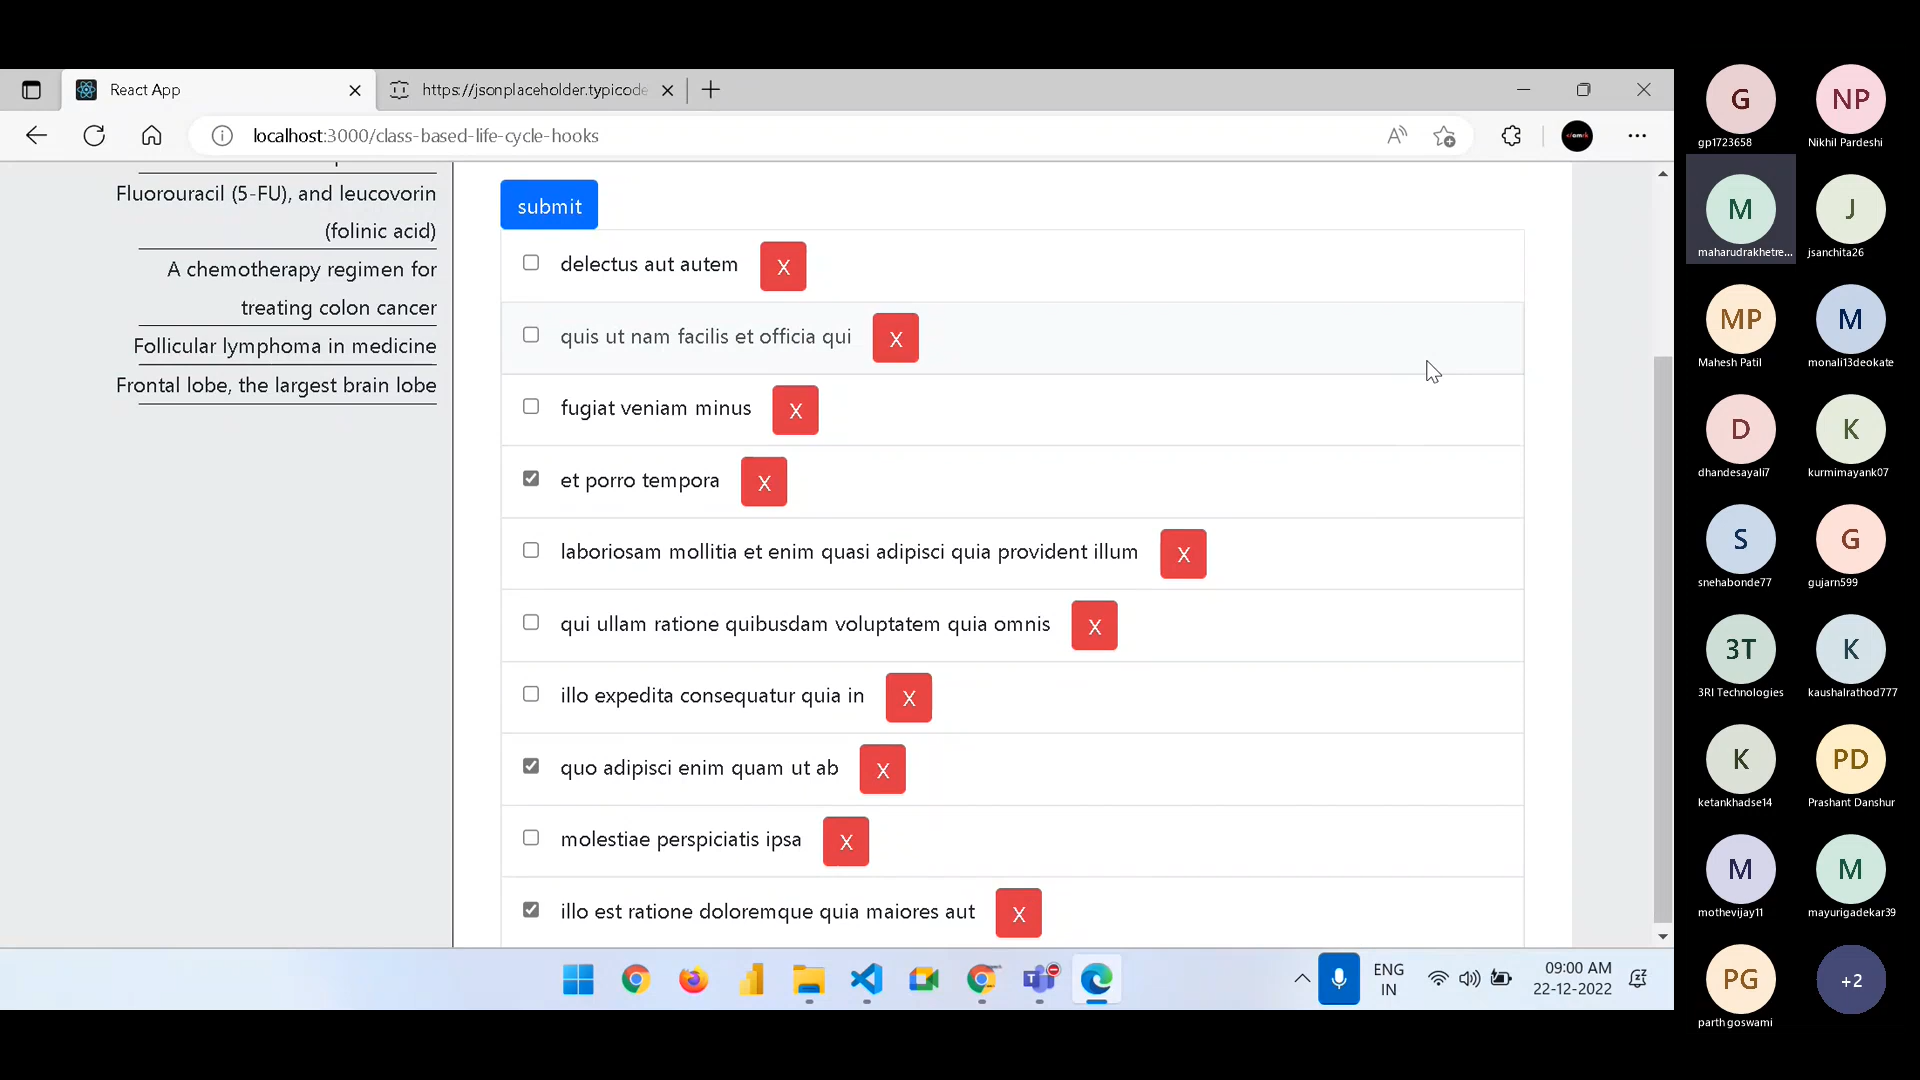 React App
https://jsonplaceholder.typicode
localhost:3000/class-based-life-cycle-hooks
Fluorouracil (5-FU), and leucovorin
(folinic acid)
A chemotherapy regimen for
treating colon cancer
Follicular lymphoma in medicine
Frontal lobe, the largest brain lobe
submit
delectus aut autem X
quis ut nam facilis et officia qui X
fugiat veniam minus X
et porro tempora X
laboriosam mollitia et enim quasi adipisci quia provident illum X
qui ullam ratione quibusdam voluptatem quia omnis X
illo expedita consequatur quia in X
quo adipisci enim quam ut ab X
molestiae perspiciatis ipsa X
illo est ratione doloremque quia maiores aut X
ENG
IN
09:00 AM
22-12-2022
G NP
gp1723658 Nikhil Pardeshi
M J
maharudrakhetre... jsanchita26
MP M
Mahesh Patil monali13deokate
D K
dhandesayali7 kurmimayank07
S G
snehabonde77 gujarn599
3T K
3RI Technologies kaushalrathod777
K PD
ketankhadse14 Prashant Danshur
M M
mothevijay11 mayurigadekar39
PG +2
parth goswami